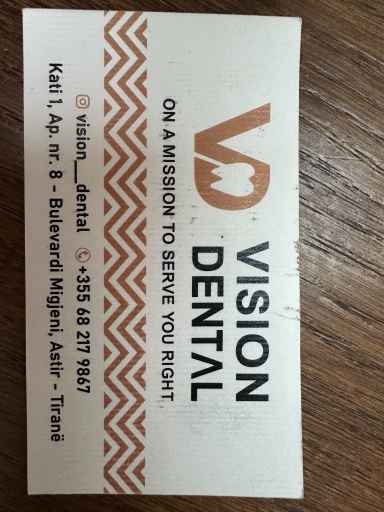 VISION
DENTAL
ON A MISSION TO SERVE YOU RIGHT
vision__dental +355 68 217 9867
Kati 1, Ap. nr. 8 - Bulevardi Migjeni, Astir - Tiranë